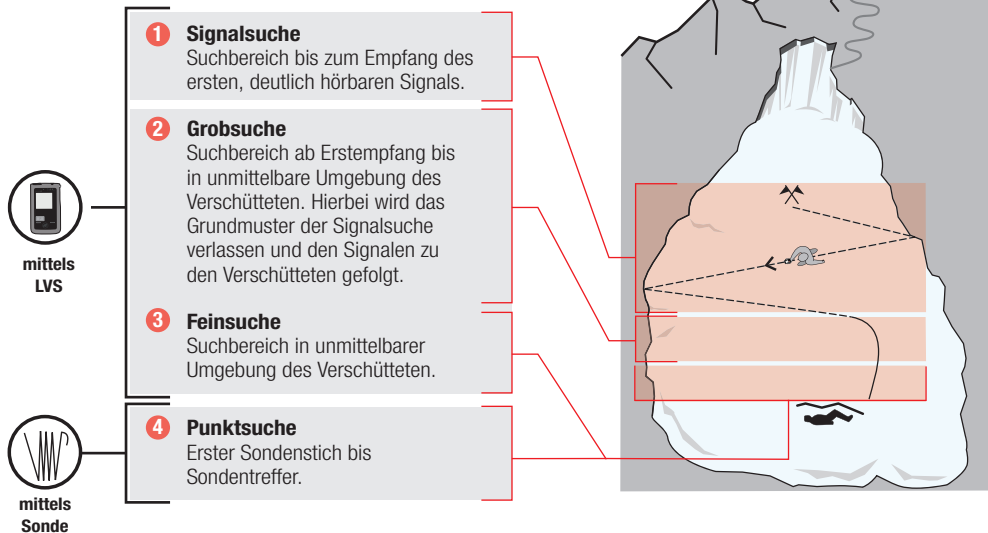 1 Signalsuche
Suchbereich bis zum Empfang des
ersten, deutlich hörbaren Signals.
2 Grobsuche
Suchbereich ab Erstempfang bis
in unmittelbare Umgebung des
Verschütteten. Hierbei wird das
Grundmuster der Signalsuche
verlassen und den Signalen zu
den Verschütteten gefolgt.
mittels
LVS
3 Feinsuche
Suchbereich in unmittelbarer
Umgebung des Verschütteten.
4 Punktsuche
Erster Sondenstich bis
Sondentreffer.
mittels
Sonde